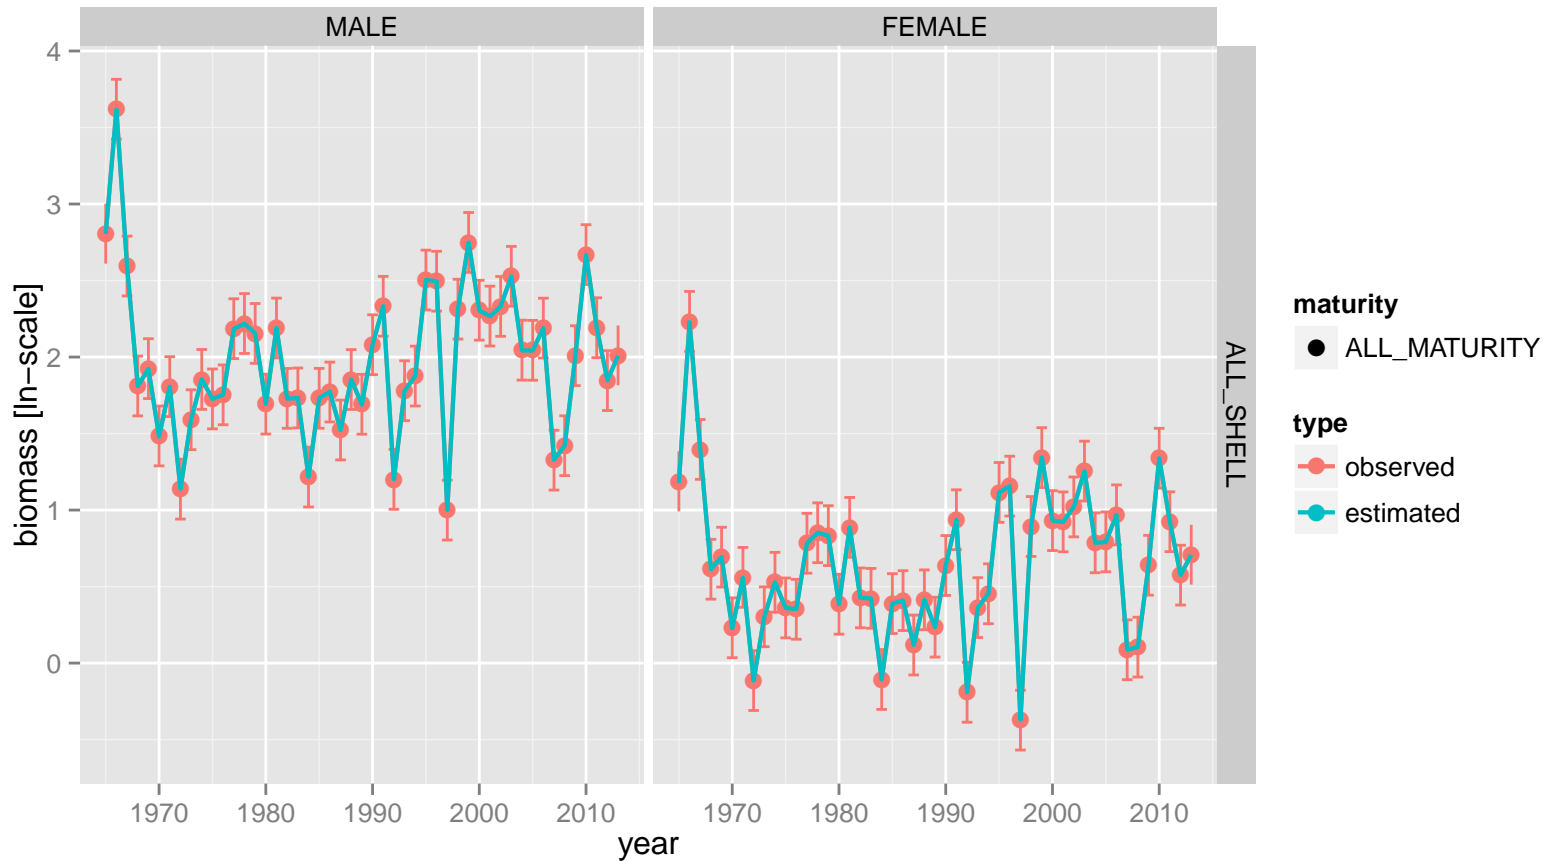 MALE
FEMALE
biomass [ln−scale]
4
3
2
1
0
ALL_SHELL
1970 1980 1990 2000 2010
1970 1980 1990 2000 2010
year
maturity
ALL_MATURITY
type
observed
estimated